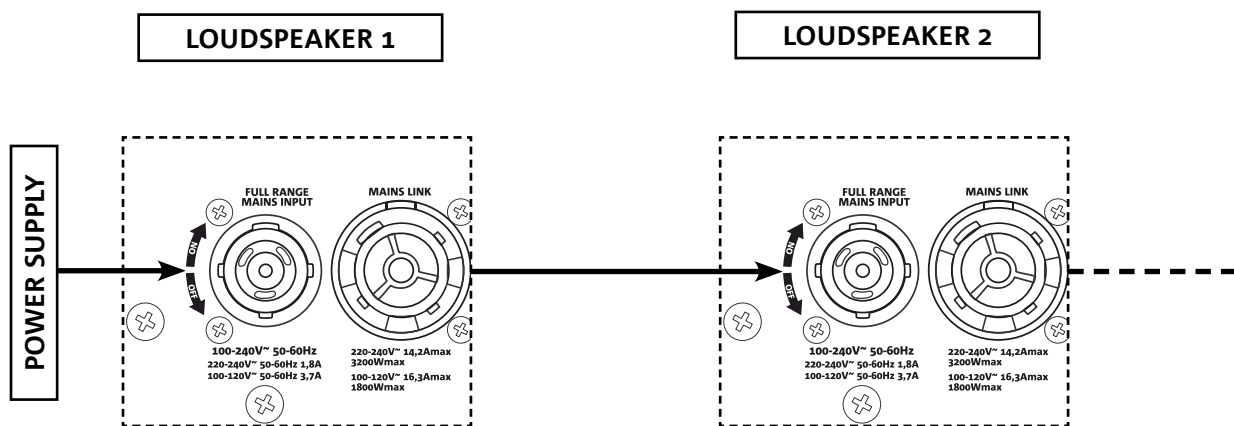 LOUDSPEAKER 1
LOUDSPEAKER 2
POWER SUPPLY
FULL RANGE
MAINS INPUT
MAINS LINK
ON
OFF
100-240V~ 50-60Hz
220-240V~ 50-60Hz 1,8A
100-120V~ 50-60Hz 3,7A
220-240V~ 14,2Amax
3200Wmax
100-120V~ 16,3Amax
1800Wmax
FULL RANGE
MAINS INPUT
MAINS LINK
ON
OFF
100-240V~ 50-60Hz
220-240V~ 50-60Hz 1,8A
100-120V~ 50-60Hz 3,7A
220-240V~ 14,2Amax
3200Wmax
100-120V~ 16,3Amax
1800Wmax